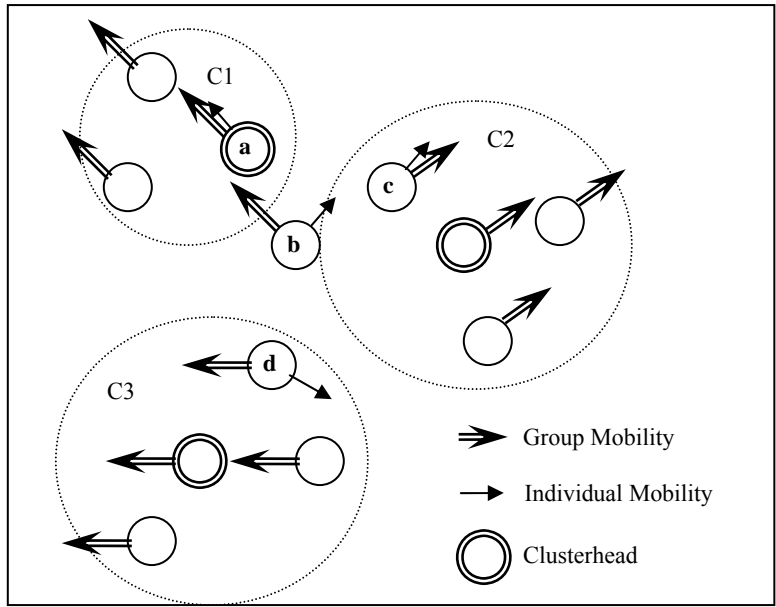 C1
a
C2
c
b
d
C3
Group Mobility
Individual Mobility
Clusterhead